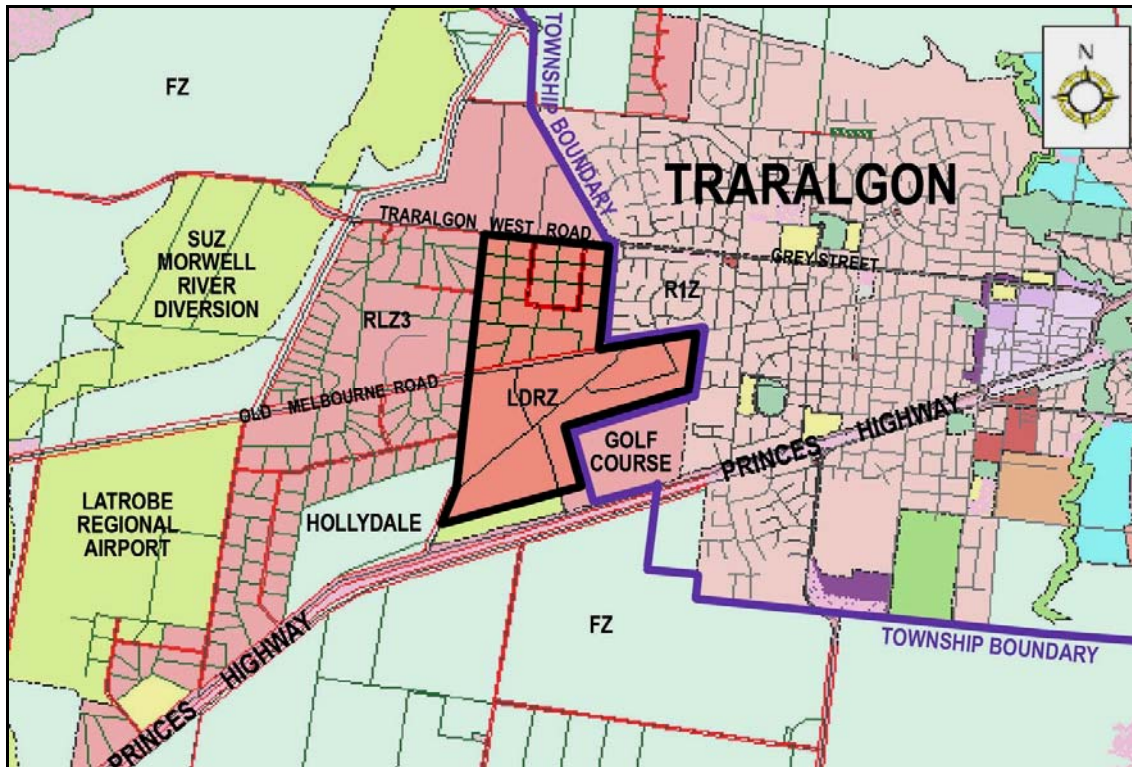 N
FZ
TOWNSHIP BOUNDARY
TRARALGON
TRARALGON WEST ROAD
SUZ
MORWELL
RIVER
DIVERSION
GREY STREET
R1Z
RLZ3
OLD MELBOURNE ROAD
LDRZ
GOLF
COURSE
PRINCES HIGHWAY
LATROBE
REGIONAL
AIRPORT
HOLLYDALE
FZ
TOWNSHIP BOUNDARY
PRINCES HIGHWAY